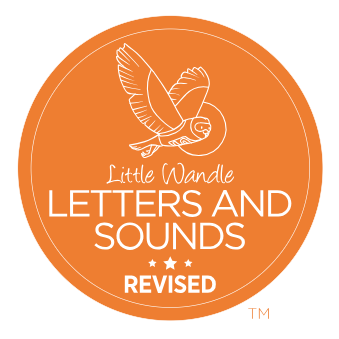 Little Wandle
LETTERS AND
SOUNDS
REVISED
TM